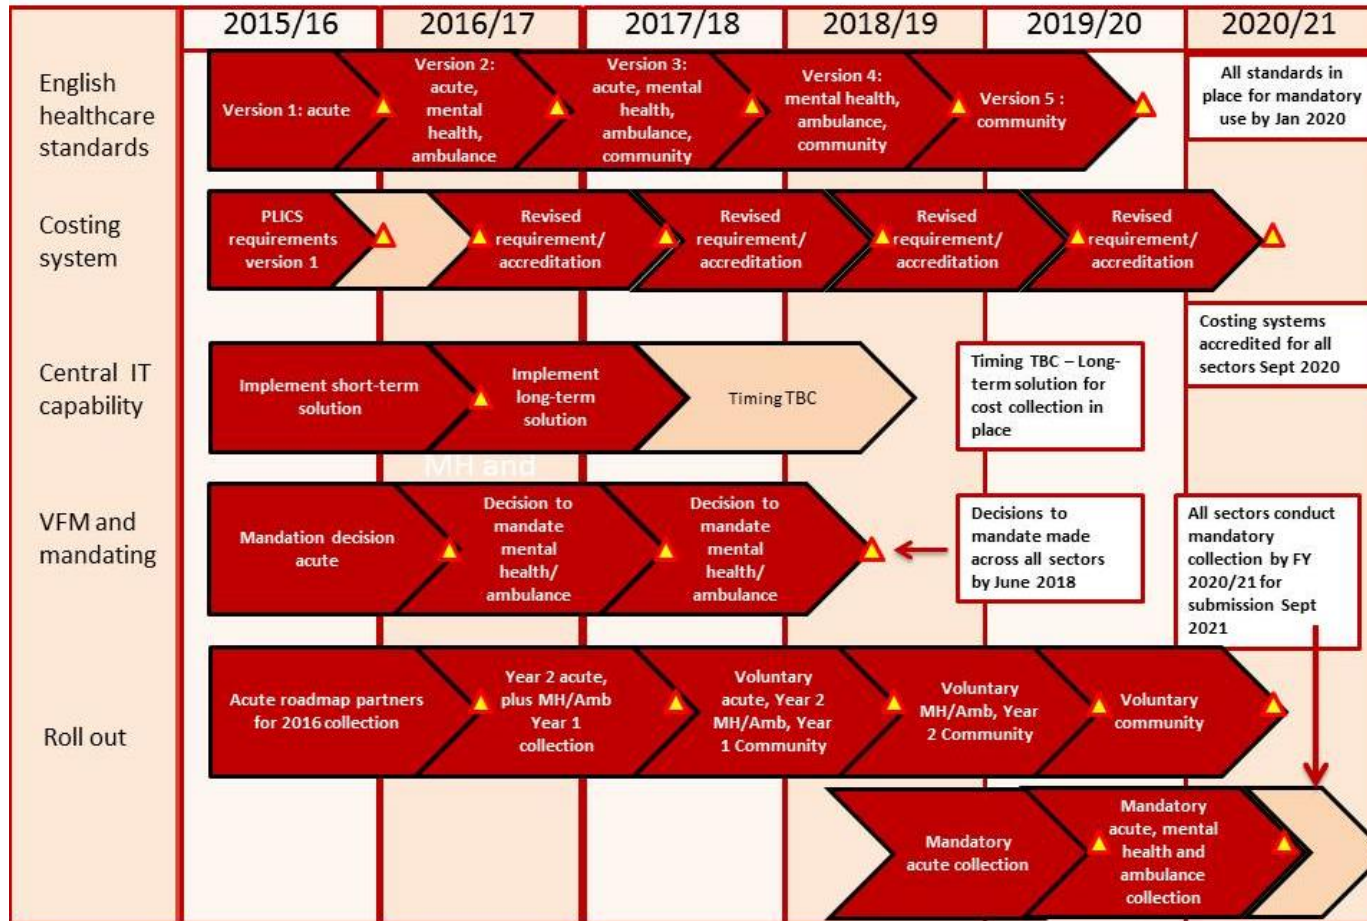 2015/16
2016/17
2017/18
2018/19
2019/20
2020/21
English
healthcare
standards
Version 1: acute
Version 2:
acute,
mental
health,
ambulance
Version 3:
acute, mental
health,
ambulance,
community
Version 4:
mental health,
ambulance,
community
Version 5 :
community
All standards in
place for mandatory
use by Jan 2020
Costing
system
PLICS
requirements
version 1
Revised
requirement/
accreditation
Revised
requirement/
accreditation
Revised
requirement/
accreditation
Revised
requirement/
accreditation
Costing systems
accredited for all
sectors Sept 2020
Central IT
capability
Implement short-term
solution
Implement
long-term
solution
Timing TBC
Timing TBC – Long-
term solution for
cost collection in
place
MH and
VFM and
mandating
Mandation decision
acute
Decision to
mandate
mental
health/
ambulance
Decision to
mandate
mental
health/
ambulance
Decisions to
mandate made
across all sectors
by June 2018
All sectors conduct
mandatory
collection by FY
2020/21 for
submission Sept
2021
Roll out
Acute roadmap partners
for 2016 collection
Year 2 acute,
plus MH/Amb
Year 1
collection
Voluntary
acute, Year 2
MH/Amb, Year
1 Community
Voluntary
MH/Amb, Year
2 Community
Voluntary
community
Mandatory
acute collection
Mandatory
acute, mental
health and
ambulance
collection